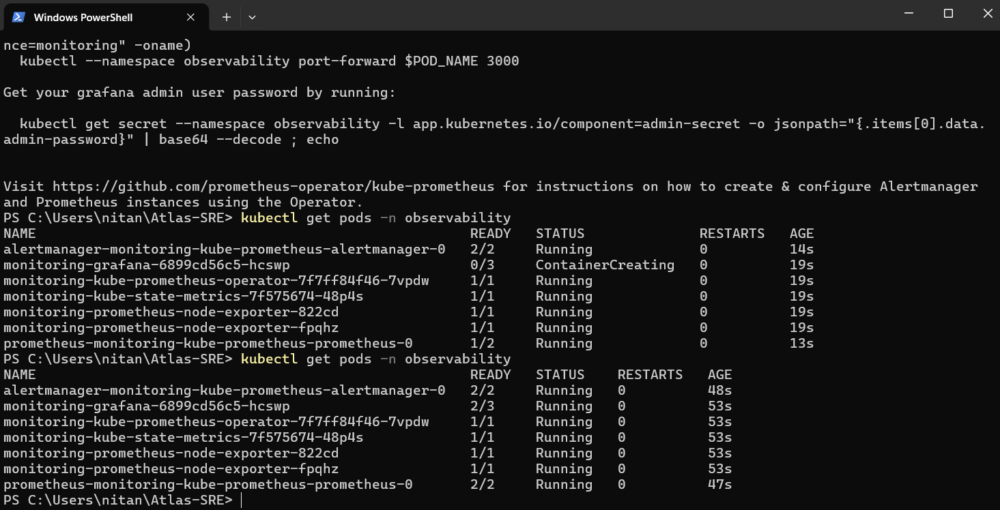 Windows PowerShell
nce=monitoring" -oname)
  kubectl --namespace observability port-forward $POD_NAME 3000
Get your grafana admin user password by running:
  kubectl get secret --namespace observability -l app.kubernetes.io/component=admin-secret -o jsonpath="{.items[0].data.
admin-password}" | base64 --decode ; echo
Visit https://github.com/prometheus-operator/kube-prometheus for instructions on how to create & configure Alertmanager
and Prometheus instances using the Operator.
PS C:\Users\nitan\Atlas-SRE> kubectl get pods -n observability
NAME                                                     READY   STATUS              RESTARTS   AGE
alertmanager-monitoring-kube-prometheus-alertmanager-0   2/2     Running             0          14s
monitoring-grafana-6899cd56c5-hcswp                      0/3     ContainerCreating   0          19s
monitoring-kube-prometheus-operator-7f7ff84f46-7vpdw     1/1     Running             0          19s
monitoring-kube-state-metrics-7f575674-48p4s             1/1     Running             0          19s
monitoring-prometheus-node-exporter-822cd                1/1     Running             0          19s
monitoring-prometheus-node-exporter-fpqhz                1/1     Running             0          19s
prometheus-monitoring-kube-prometheus-prometheus-0       1/2     Running             0          13s
PS C:\Users\nitan\Atlas-SRE> kubectl get pods -n observability
NAME                                                     READY   STATUS    RESTARTS   AGE
alertmanager-monitoring-kube-prometheus-alertmanager-0   2/2     Running   0          48s
monitoring-grafana-6899cd56c5-hcswp                      2/3     Running   0          53s
monitoring-kube-prometheus-operator-7f7ff84f46-7vpdw     1/1     Running   0          53s
monitoring-kube-state-metrics-7f575674-48p4s             1/1     Running   0          53s
monitoring-prometheus-node-exporter-822cd                1/1     Running   0          53s
monitoring-prometheus-node-exporter-fpqhz                1/1     Running   0          53s
prometheus-monitoring-kube-prometheus-prometheus-0       2/2     Running   0          47s
PS C:\Users\nitan\Atlas-SRE>